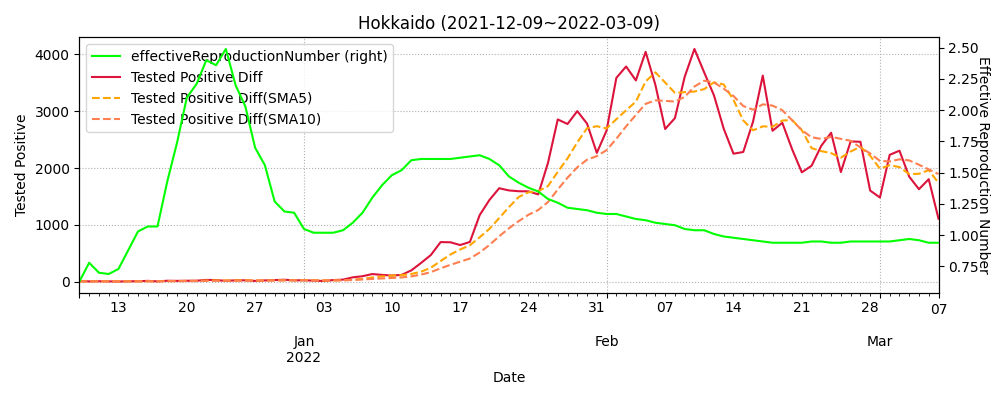 Hokkaido (2021-12-09~2022-03-09)
effectiveReproductionNumber (right)
Tested Positive Diff
Tested Positive Diff(SMA5)
Tested Positive Diff(SMA10)
Tested Positive
4000
3000
2000
1000
0
Effective Reproduction Number
2.50
2.25
2.00
1.75
1.50
1.25
1.00
0.75
13 20 27 03 10 17 24 31 07 14 21 28 07
Jan Feb Mar
2022
Date